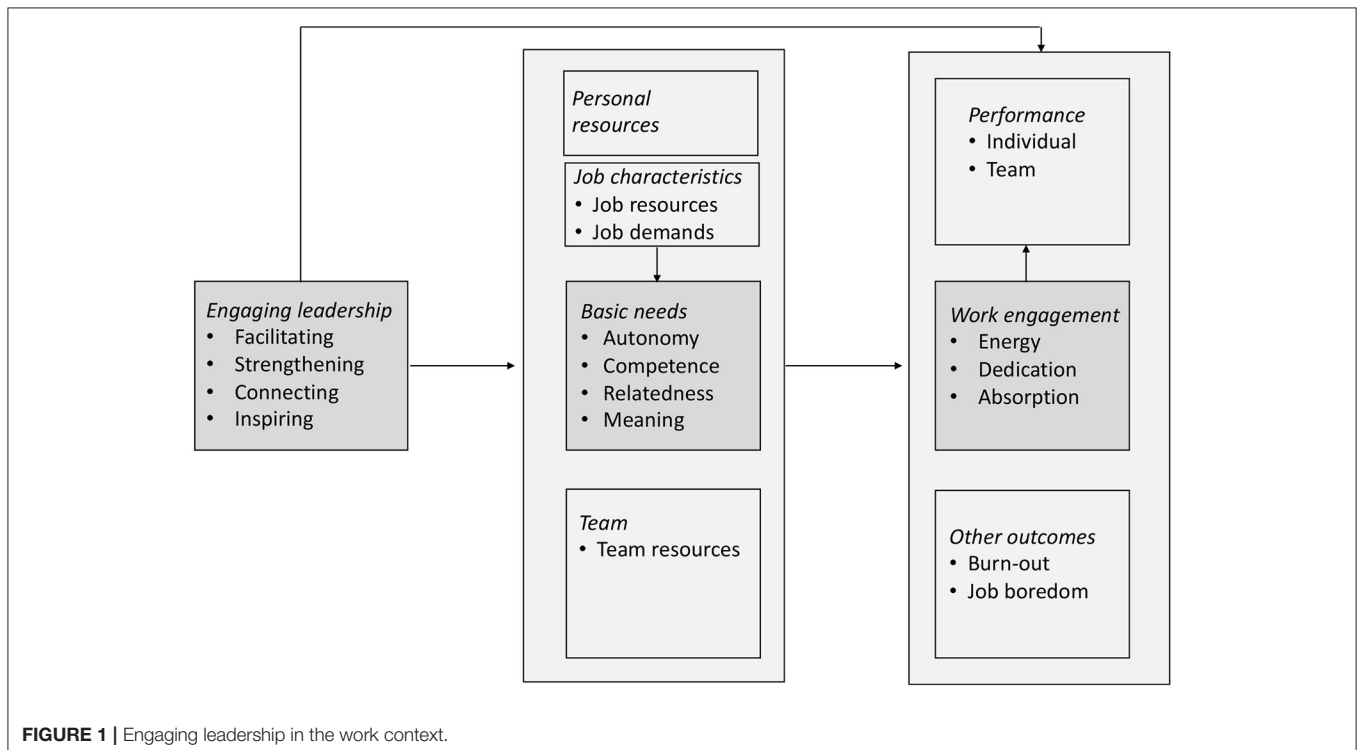 Personal
resources
Job characteristics
• Job resources
• Job demands
Engaging leadership
• Facilitating
• Strengthening
• Connecting
• Inspiring
Basic needs
• Autonomy
• Competence
• Relatedness
• Meaning
Team
• Team resources
Performance
• Individual
• Team
Work engagement
• Energy
• Dedication
• Absorption
Other outcomes
• Burn-out
• Job boredom
FIGURE 1 | Engaging leadership in the work context.